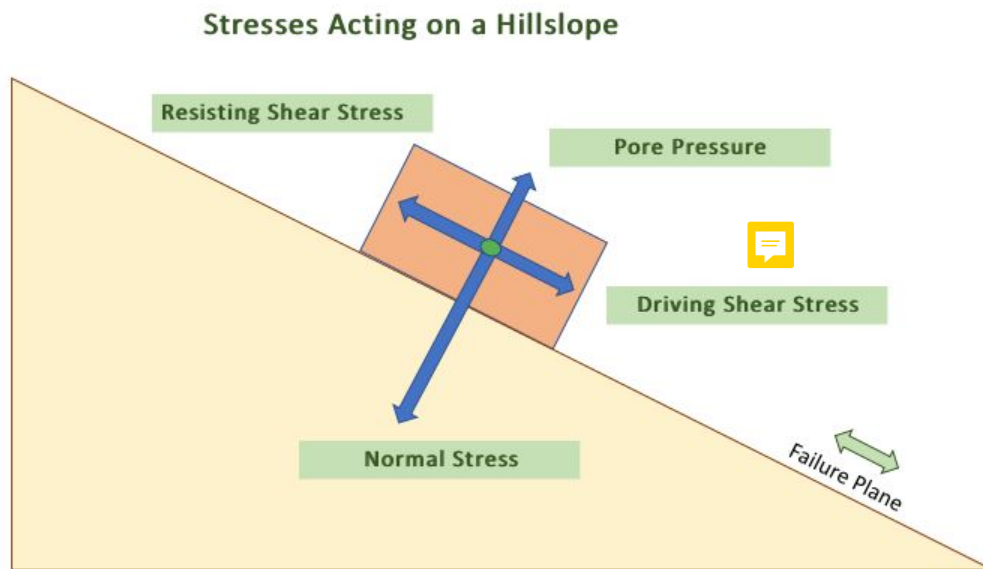 Stresses Acting on a Hillslope
Resisting Shear Stress
Pore Pressure
Driving Shear Stress
Normal Stress
Failure Plane